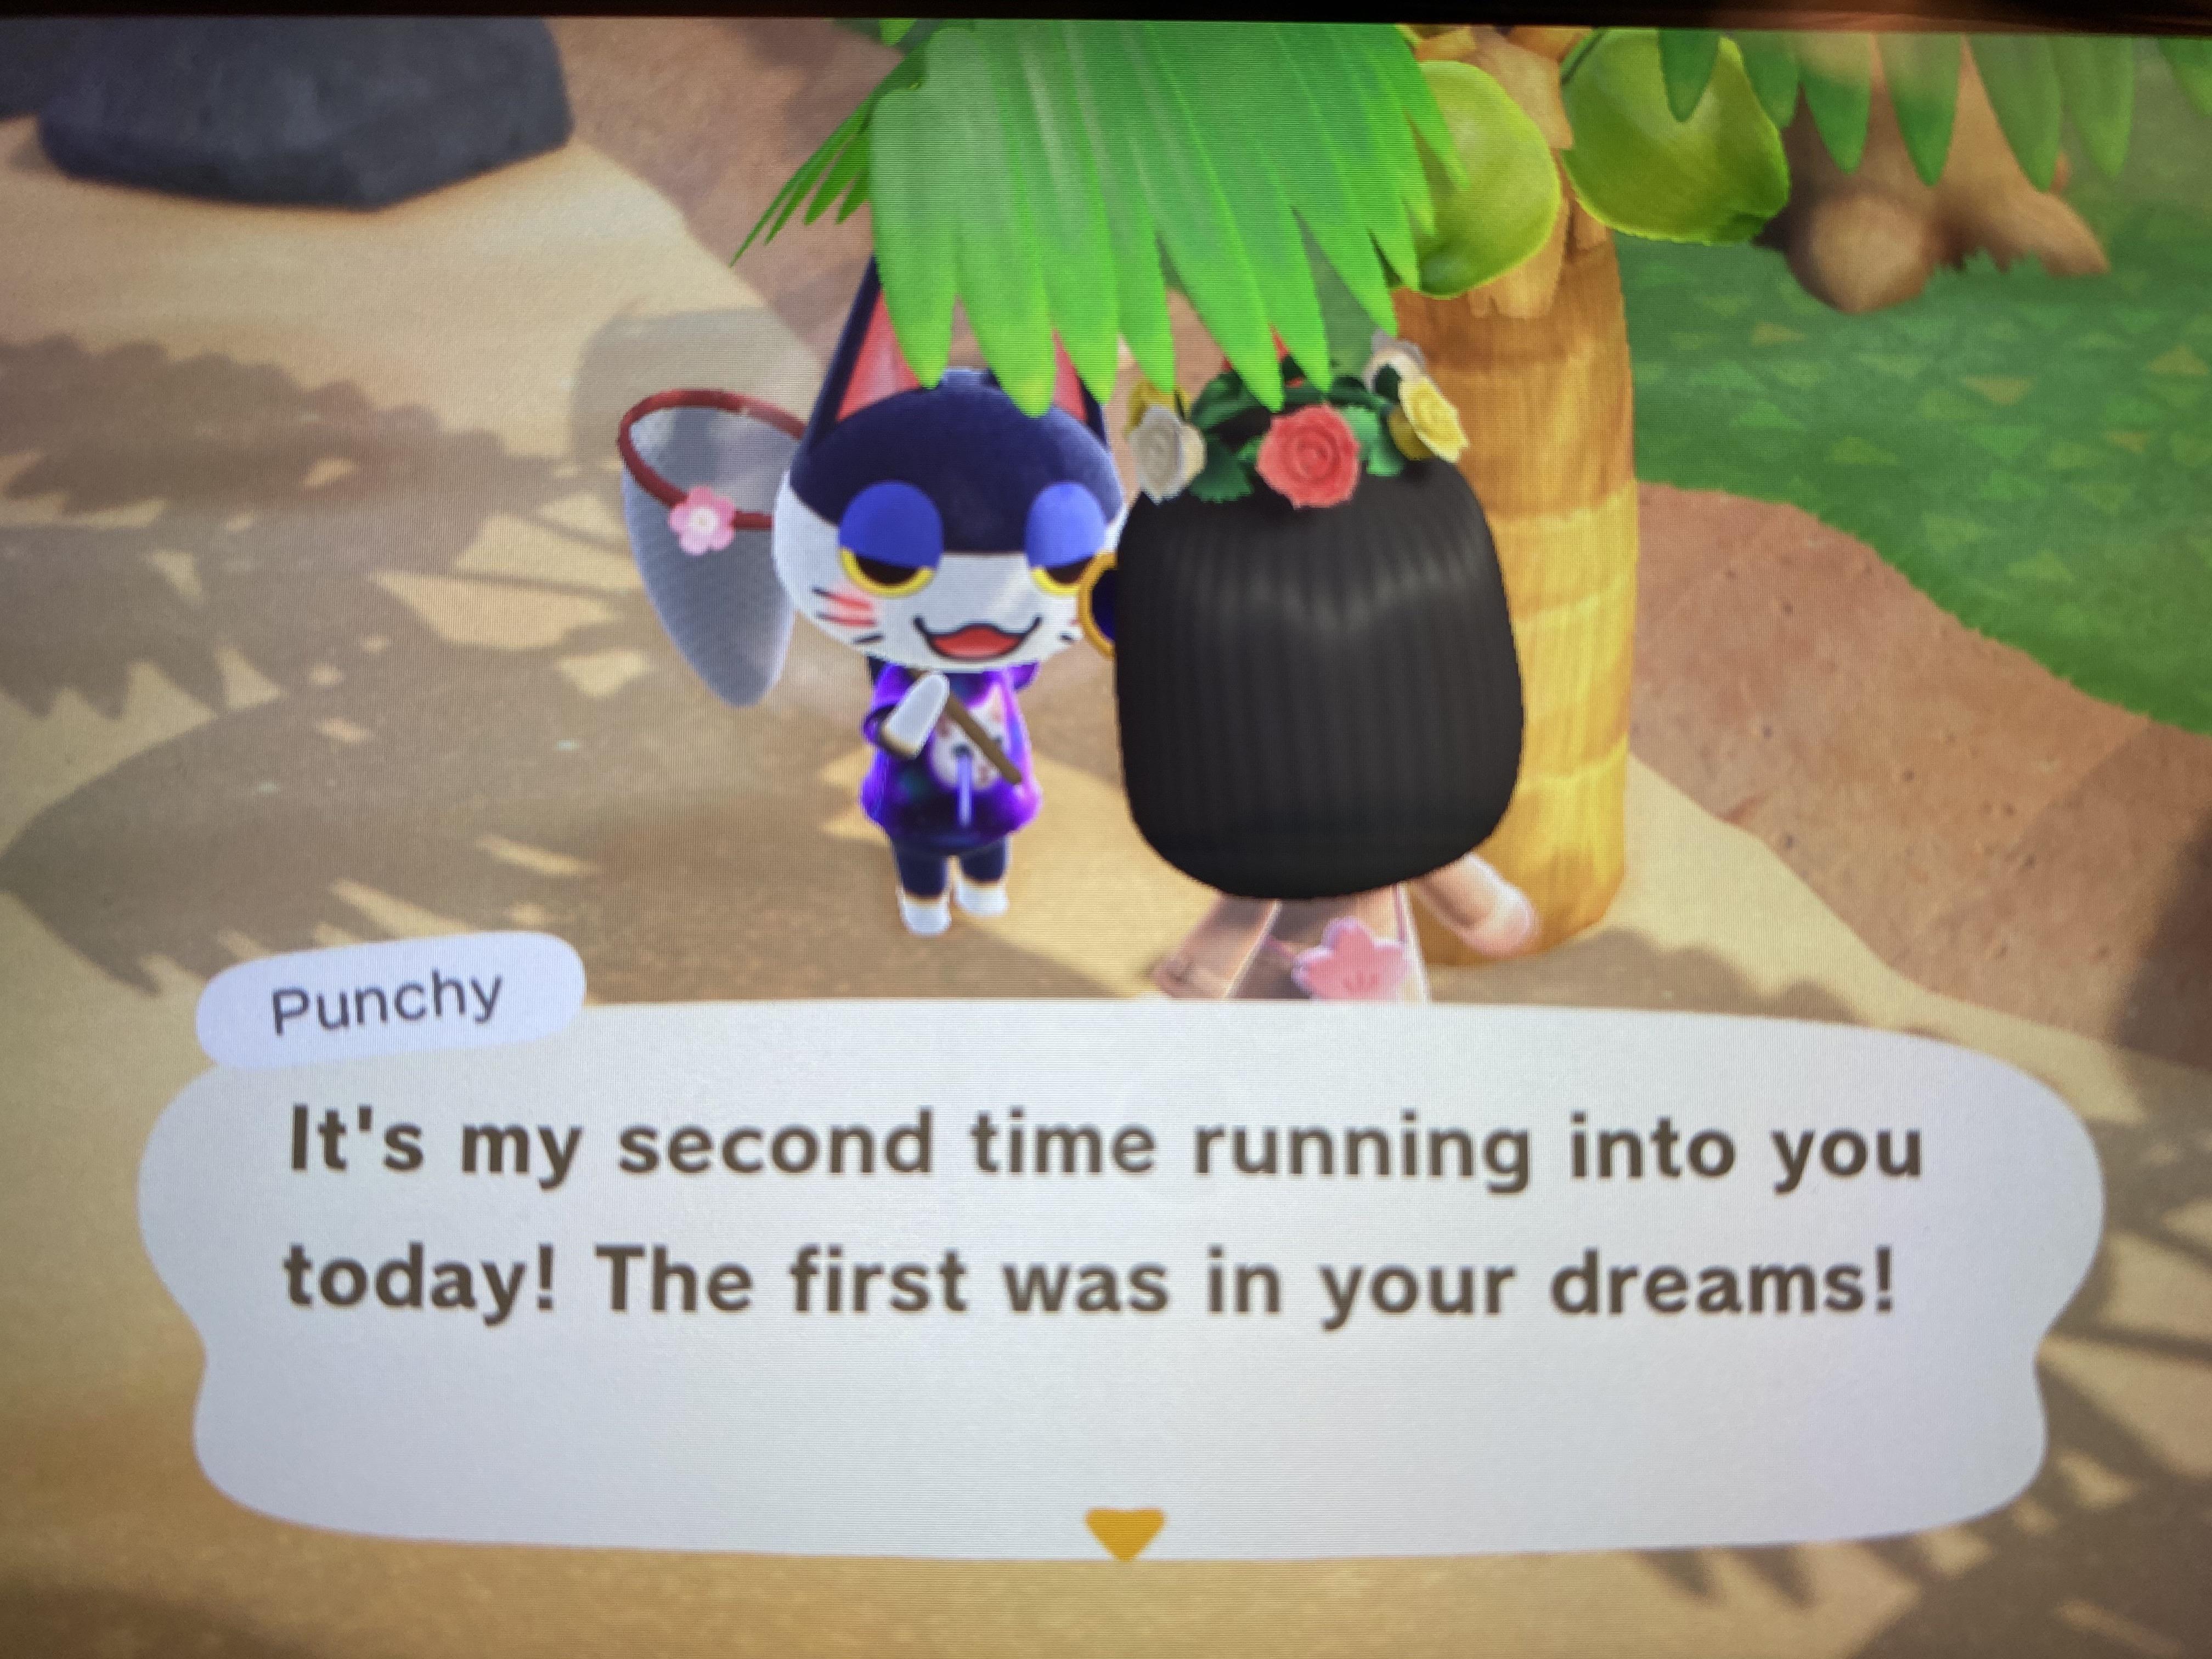 Punchy
It's my second time running into you
today! The first was in your dreams!